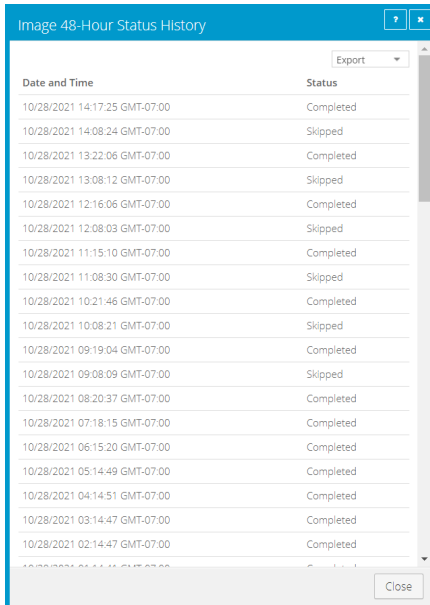 Image 48-Hour Status History
?
Export
Date and Time Status
10/28/2021 14:17:25 GMT-07:00 Completed
10/28/2021 14:08:24 GMT-07:00 Skipped
10/28/2021 13:22:06 GMT-07:00 Completed
10/28/2021 13:08:12 GMT-07:00 Skipped
10/28/2021 12:16:06 GMT-07:00 Completed
10/28/2021 12:08:03 GMT-07:00 Skipped
10/28/2021 11:15:10 GMT-07:00 Completed
10/28/2021 11:08:30 GMT-07:00 Skipped
10/28/2021 10:21:46 GMT-07:00 Completed
10/28/2021 10:08:21 GMT-07:00 Skipped
10/28/2021 09:19:04 GMT-07:00 Completed
10/28/2021 09:08:09 GMT-07:00 Skipped
10/28/2021 08:20:37 GMT-07:00 Completed
10/28/2021 07:18:15 GMT-07:00 Completed
10/28/2021 06:15:20 GMT-07:00 Completed
10/28/2021 05:14:49 GMT-07:00 Completed
10/28/2021 04:14:51 GMT-07:00 Completed
10/28/2021 03:14:47 GMT-07:00 Completed
10/28/2021 02:14:47 GMT-07:00 Completed
Close